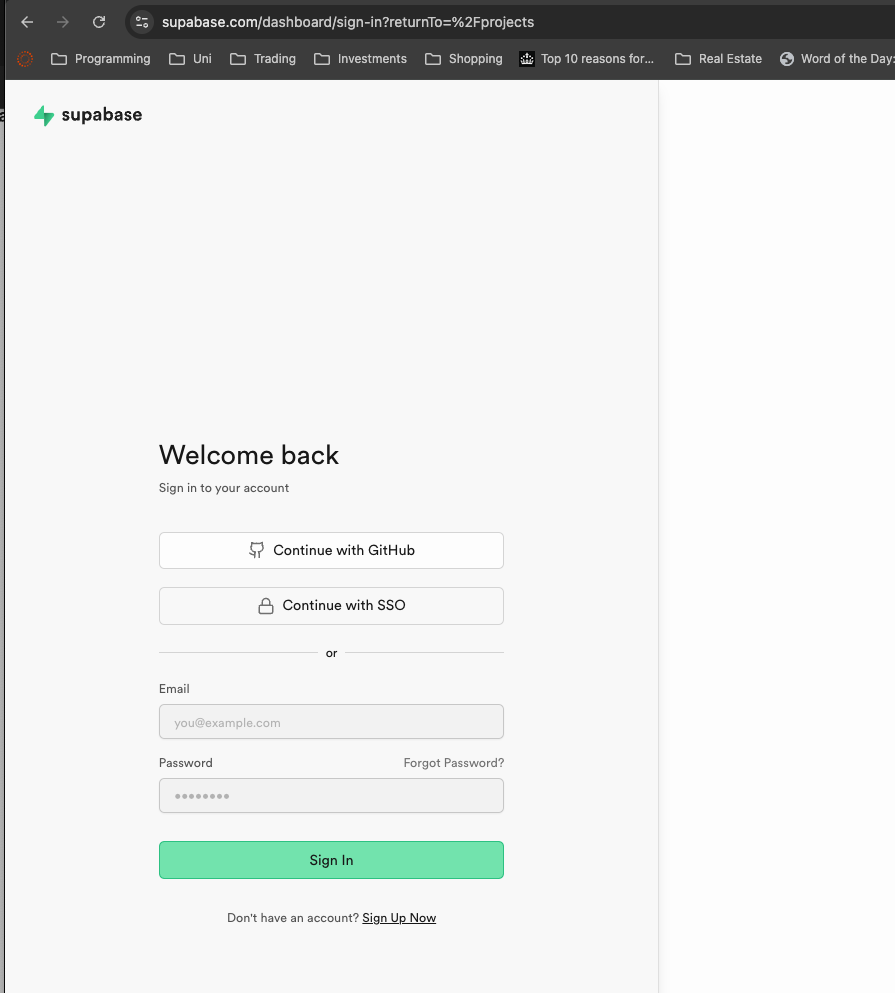 supabase.com/dashboard/sign-in?returnTo=%2Fprojects
Programming Uni Trading Investments Shopping Top 10 reasons for... Real Estate Word of the Day:
supabase
Welcome back
Sign in to your account
Continue with GitHub
Continue with SSO
or
Email
you@example.com
Password Forgot Password?
••••••••
Sign In
Don't have an account? Sign Up Now